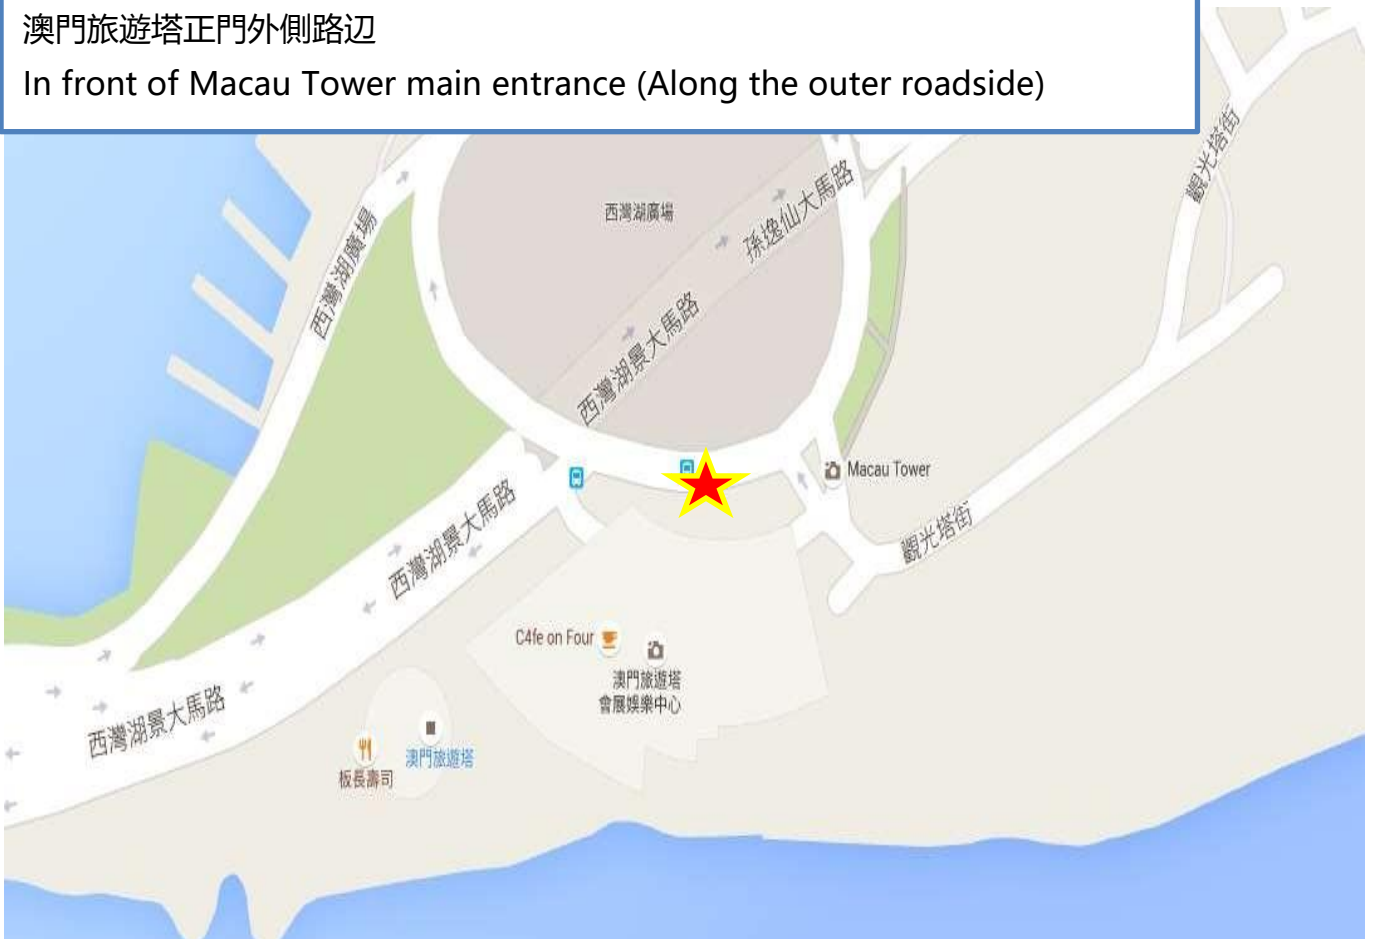 澳門旅遊塔正門外側路辺
In front of Macau Tower main entrance (Along the outer roadside)
觀光塔街
西灣湖廣場
孫逸仙大馬路
西灣湖廣場
西灣湖景大馬路
Macau Tower
西灣湖景大馬路
觀光塔街
C4fe on Four
澳門旅遊塔
會展娛樂中心
西灣湖景大馬路
澳門旅遊塔
板長壽司